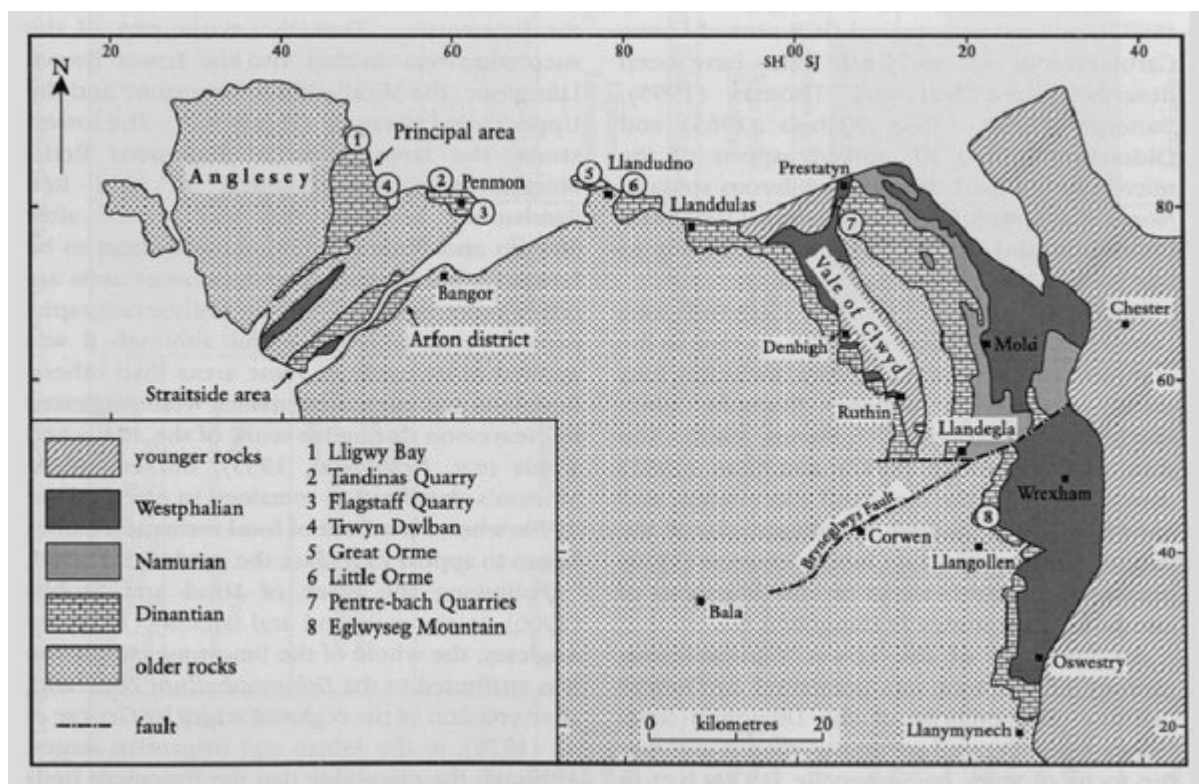 20
40
60
80
SH
SJ
00
20
40
N
Principal area
Anglesey
1
2
3
4
Penmon
Bangor
Arfon district
Straitside area
5
Llandudno
6
Llanddulas
Prestatyn
7
Vale of Clwyd
Denbigh
Ruthin
Mold
Chester
80
60
40
20
Llandegla
Wrexham
Bryneglwys Fault
Corwen
8
Llangollen
Bala
Oswestry
Llanymynech
0 kilometres 20
younger rocks
Westphalian
Namurian
Dinantian
older rocks
fault
1 Lligwy Bay
2 Tandinas Quarry
3 Flagstaff Quarry
4 Trwyn Dwlban
5 Great Orme
6 Little Orme
7 Pentre-bach Quarries
8 Eglwyseg Mountain